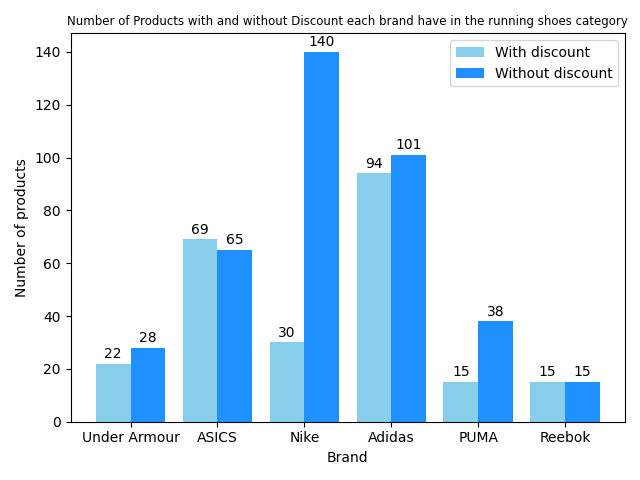 Number of Products with and without Discount each brand have in the running shoes category
With discount
Without discount
Number of products
140
120
100
80
60
40
20
0
22
28
69
65
30
140
94
101
15
38
15
15
Under Armour
ASICS
Nike
Adidas
PUMA
Reebok
Brand